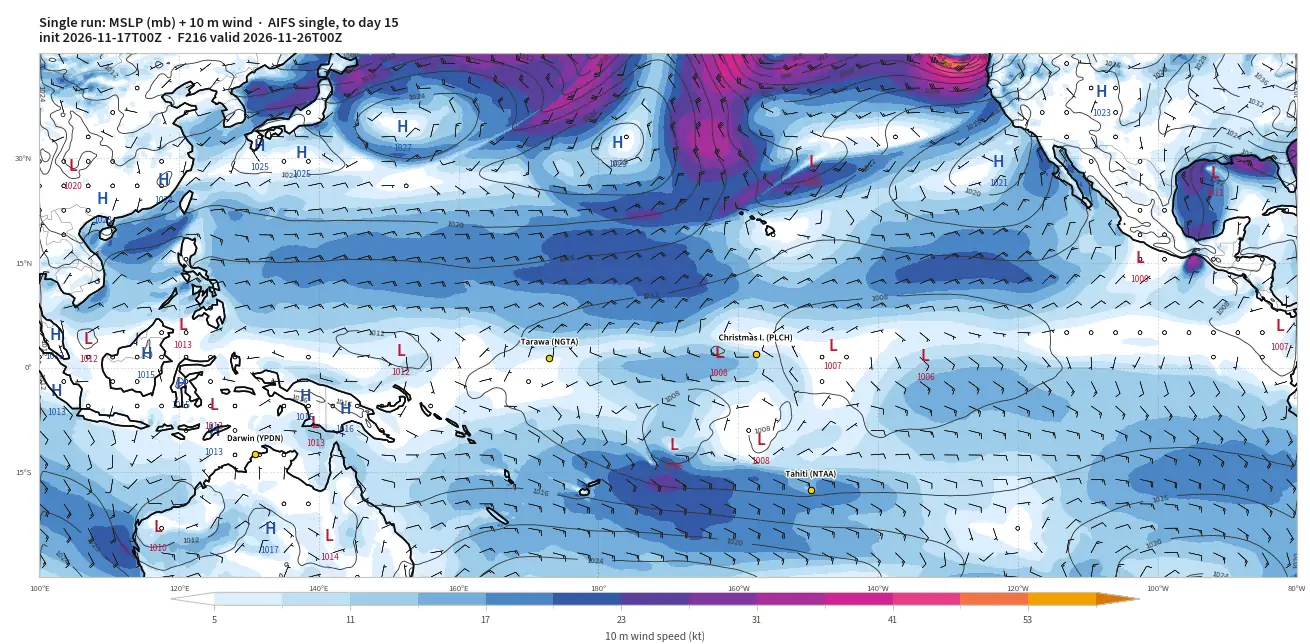 Single run: MSLP (mb) + 10 m wind · AIFS single, to day 15
init 2026-11-17T00Z · F216 valid 2026-11-26T00Z
H
1023
H
1027
H
1025
H
1025
H
L
1020
H
H
L
H
1021
L
L
1009
H
L
1012
L
1013
H
1015
L
1012
Tarawa (NGTA)
Christmas I. (PLCH)
L
1008
L
1007
L
1006
L
1007
H
1013
H
L
H
H
1016
L
1013
Darwin (YPDN)
1013
L
L
1008
Tahiti (NTAA)
L
1010
H
1017
L
1014
30°N
15°N
0°
15°S
100°E
120°E
140°E
160°E
180°
160°W
140°W
120°W
100°W
80°W
5
11
17
23
31
41
53
10 m wind speed (kt)